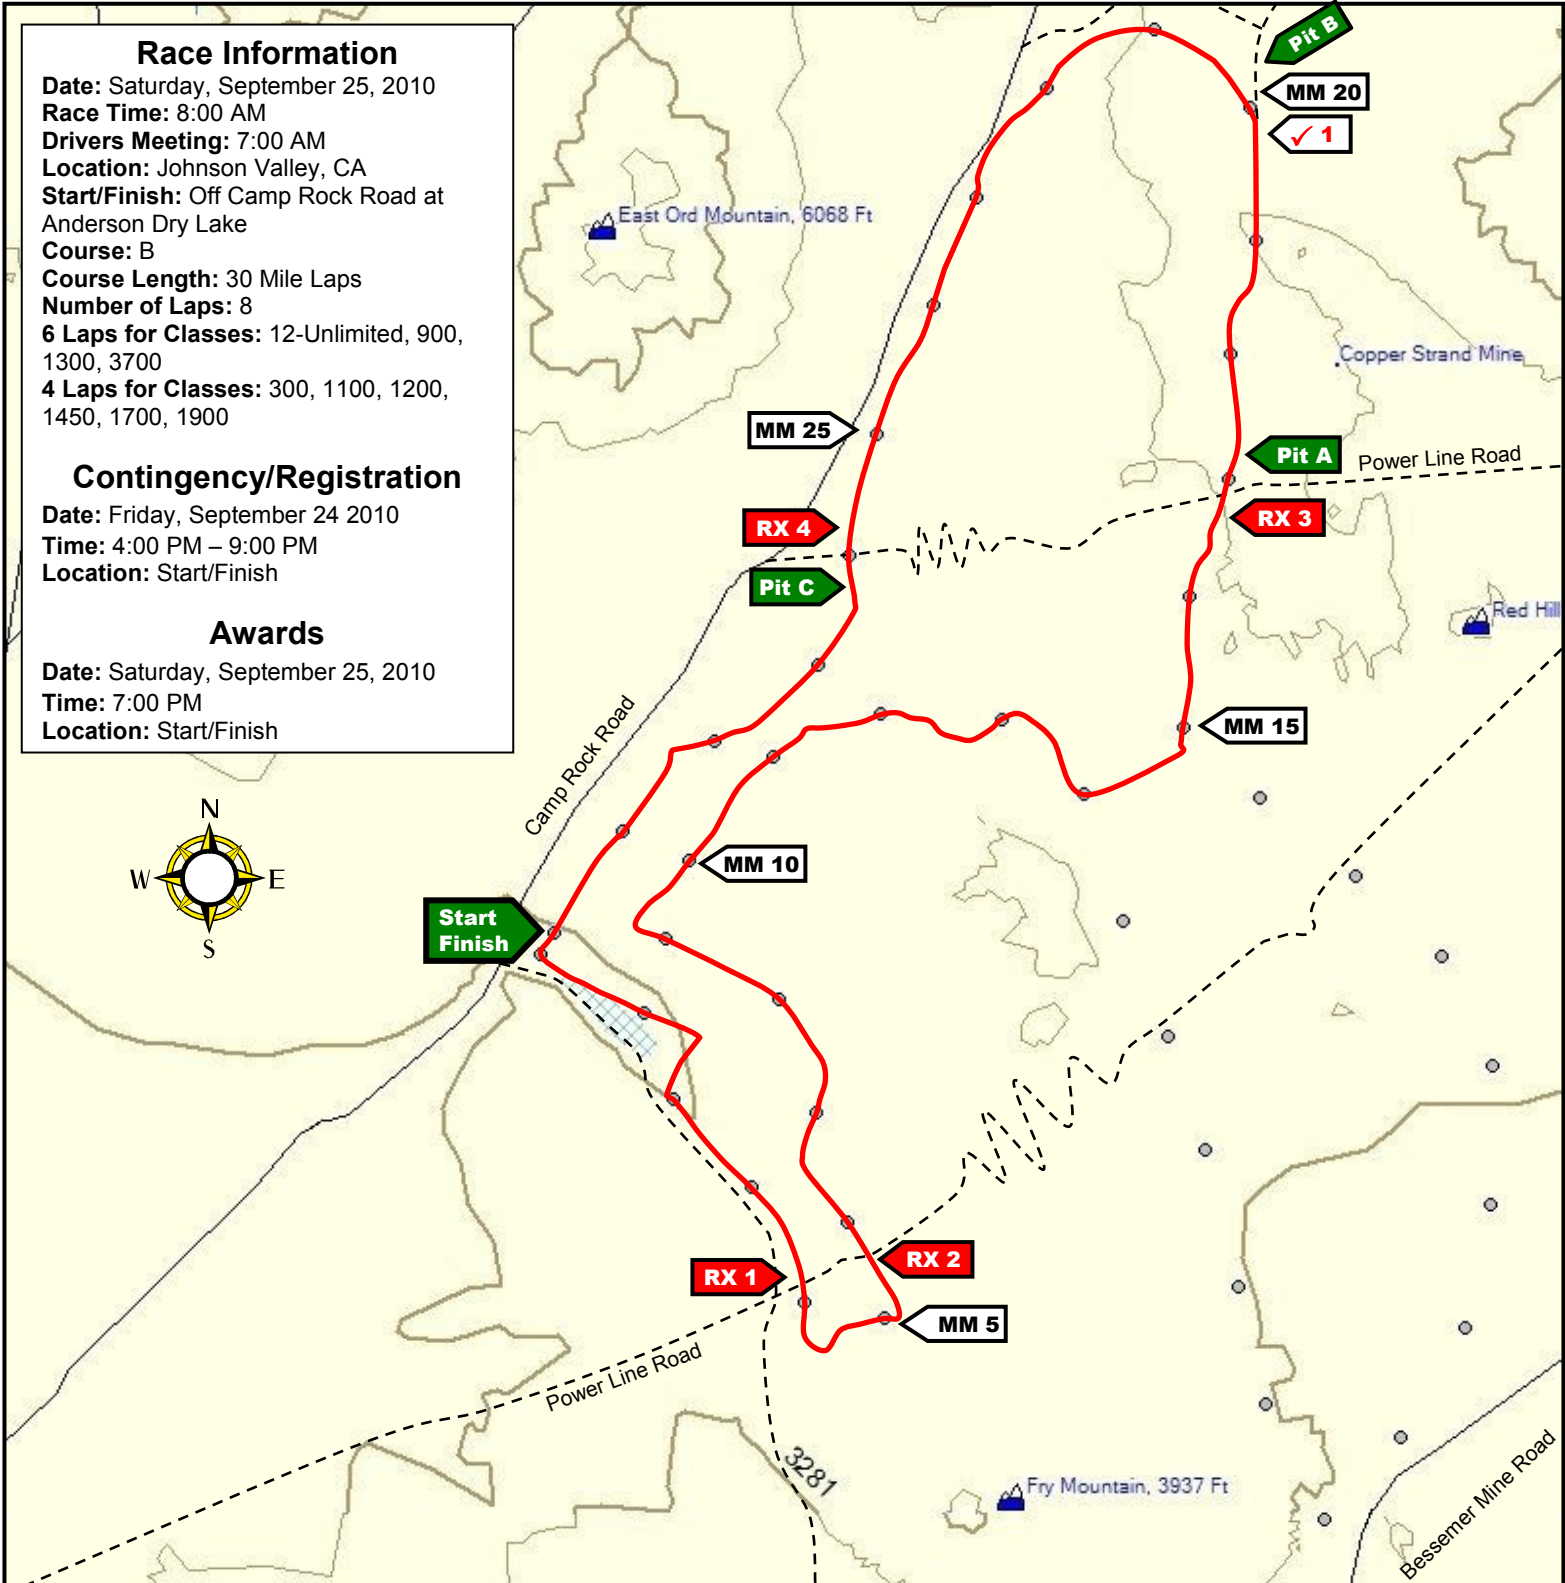 Race Information
Date: Saturday, September 25, 2010
Race Time: 8:00 AM
Drivers Meeting: 7:00 AM
Location: Johnson Valley, CA
Start/Finish: Off Camp Rock Road at
Anderson Dry Lake
Course: B
Course Length: 30 Mile Laps
Number of Laps: 8
6 Laps for Classes: 12-Unlimited, 900,
1300, 3700
4 Laps for Classes: 300, 1100, 1200,
1450, 1700, 1900
Contingency/Registration
Date: Friday, September 24 2010
Time: 4:00 PM – 9:00 PM
Location: Start/Finish
Awards
Date: Saturday, September 25, 2010
Time: 7:00 PM
Location: Start/Finish
Pit B
MM 20
✓ 1
East Ord Mountain, 6068 Ft
Copper Strand Mine
MM 25
Pit A
Power Line Road
RX 4
RX 3
Pit C
Red Hill
MM 15
Camp Rock Road
N
W
E
S
MM 10
Start
Finish
RX 1
RX 2
MM 5
Power Line Road
3281
Fry Mountain, 3937 Ft
Bessemer Mine Road